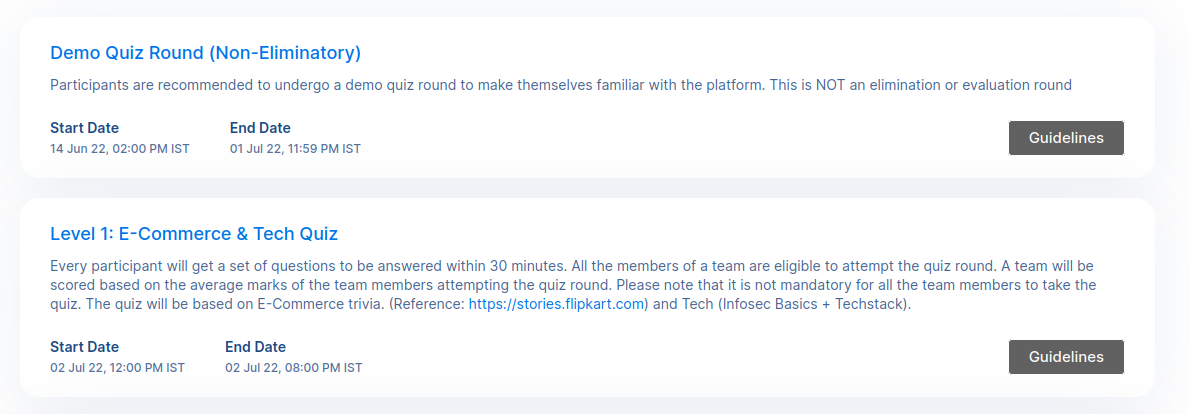 Demo Quiz Round (Non-Eliminatory)
Participants are recommended to undergo a demo quiz round to make themselves familiar with the platform. This is NOT an elimination or evaluation round
Start Date End Date
14 Jun 22, 02:00 PM IST 01 Jul 22, 11:59 PM IST
Guidelines
Level 1: E-Commerce & Tech Quiz
Every participant will get a set of questions to be answered within 30 minutes. All the members of a team are eligible to attempt the quiz round. A team will be
scored based on the average marks of the team members attempting the quiz round. Please note that it is not mandatory for all the team members to take the
quiz. The quiz will be based on E-Commerce trivia. (Reference: https://stories.flipkart.com) and Tech (Infosec Basics + Techstack).
Start Date End Date
02 Jul 22, 12:00 PM IST 02 Jul 22, 08:00 PM IST
Guidelines